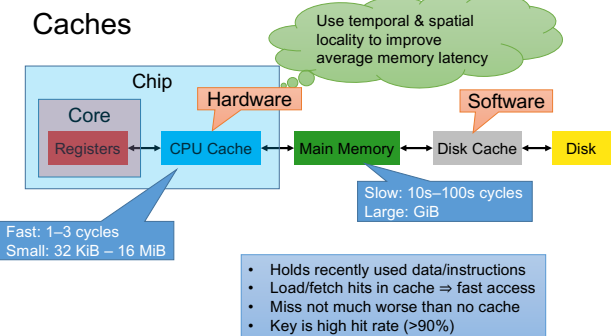 Caches
Use temporal & spatial
locality to improve
average memory latency
Chip
Hardware
Software
Core
Registers
CPU Cache
Main Memory
Disk Cache
Disk
Slow: 10s–100s cycles
Large: GiB
Fast: 1–3 cycles
Small: 32 KiB – 16 MiB
• Holds recently used data/instructions
• Load/fetch hits in cache ⇒ fast access
• Miss not much worse than no cache
• Key is high hit rate (>90%)